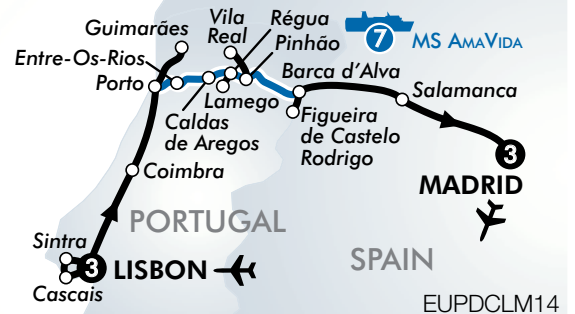 Guimarães
Vila
Real
Régua
Pinhão
7 MS AMAVIDA
Entre-Os-Rios
Porto
Lamego
Caldas
de Aregos
Barca d'Alva
Salamanca
Figueira
de Castelo
Rodrigo
3
MADRID
Coimbra
PORTUGAL
SPAIN
Sintra
3 LISBON
Cascais
EUPDCLM14